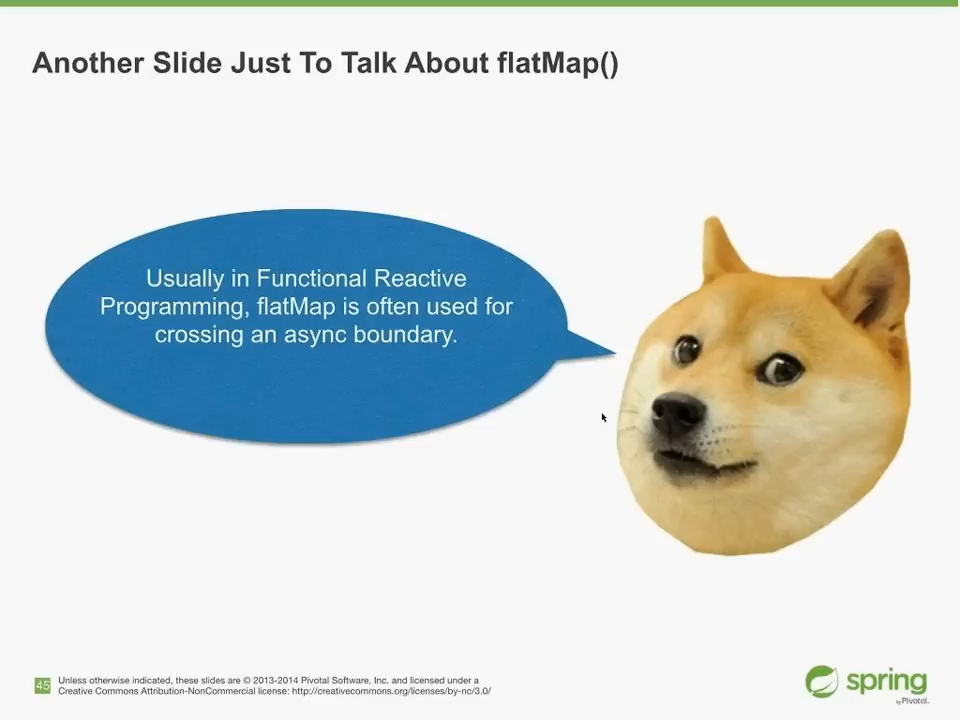 Another Slide Just To Talk About flatMap()
Usually in Functional Reactive
Programming, flatMap is often used for
crossing an async boundary.
45
Unless otherwise indicated, these slides are © 2013-2014 Pivotal Software, Inc. and licensed under a
Creative Commons Attribution-NonCommercial license: http://creativecommons.org/licenses/by-nc/3.0/
spring
by Pivotal.